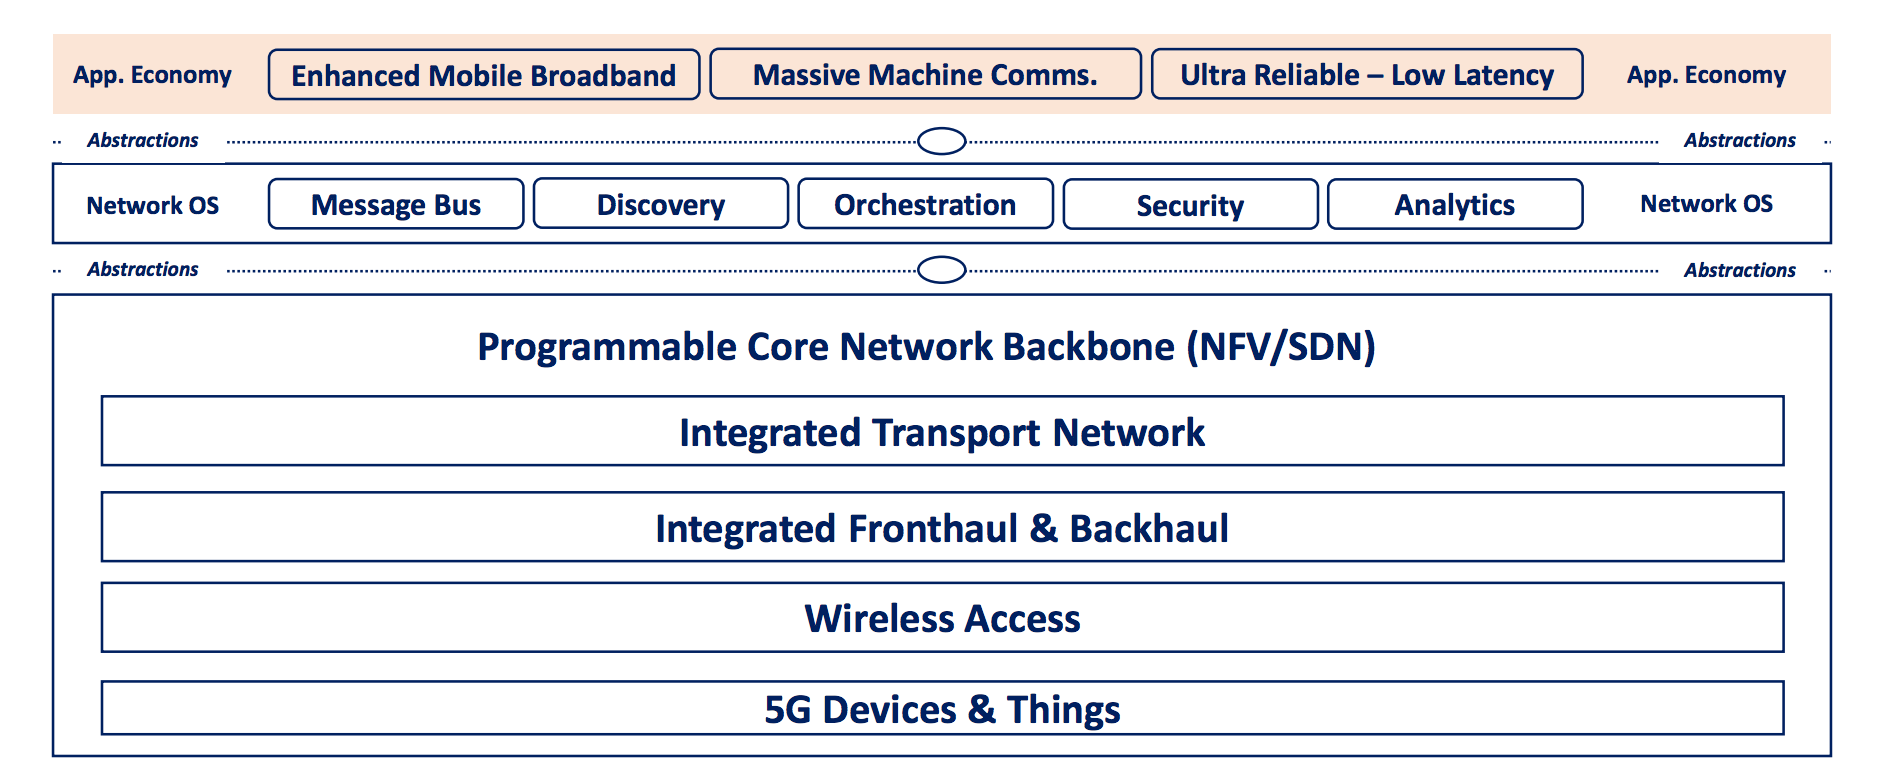 App. Economy
Enhanced Mobile Broadband
Massive Machine Comms.
Ultra Reliable – Low Latency
App. Economy
Abstractions
Abstractions
Network OS
Message Bus
Discovery
Orchestration
Security
Analytics
Network OS
Abstractions
Abstractions
Programmable Core Network Backbone (NFV/SDN)
Integrated Transport Network
Integrated Fronthaul & Backhaul
Wireless Access
5G Devices & Things